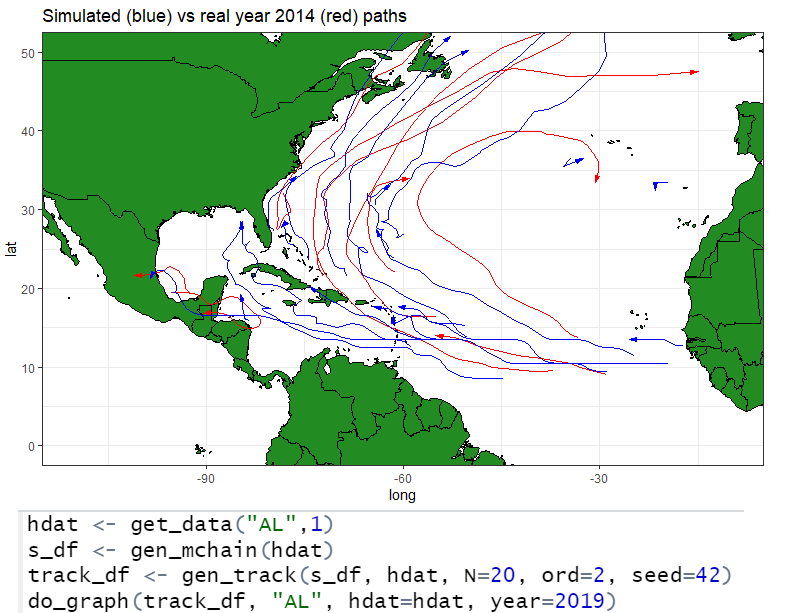 Simulated (blue) vs real year 2014 (red) paths
50
40
30
20
10
0
lat
-90
-60
-30
long
hdat <- get_data("AL",1)
s_df <- gen_mchain(hdat)
track_df <- gen_track(s_df, hdat, N=20, ord=2, seed=42)
do_graph(track_df, "AL", hdat=hdat, year=2019)